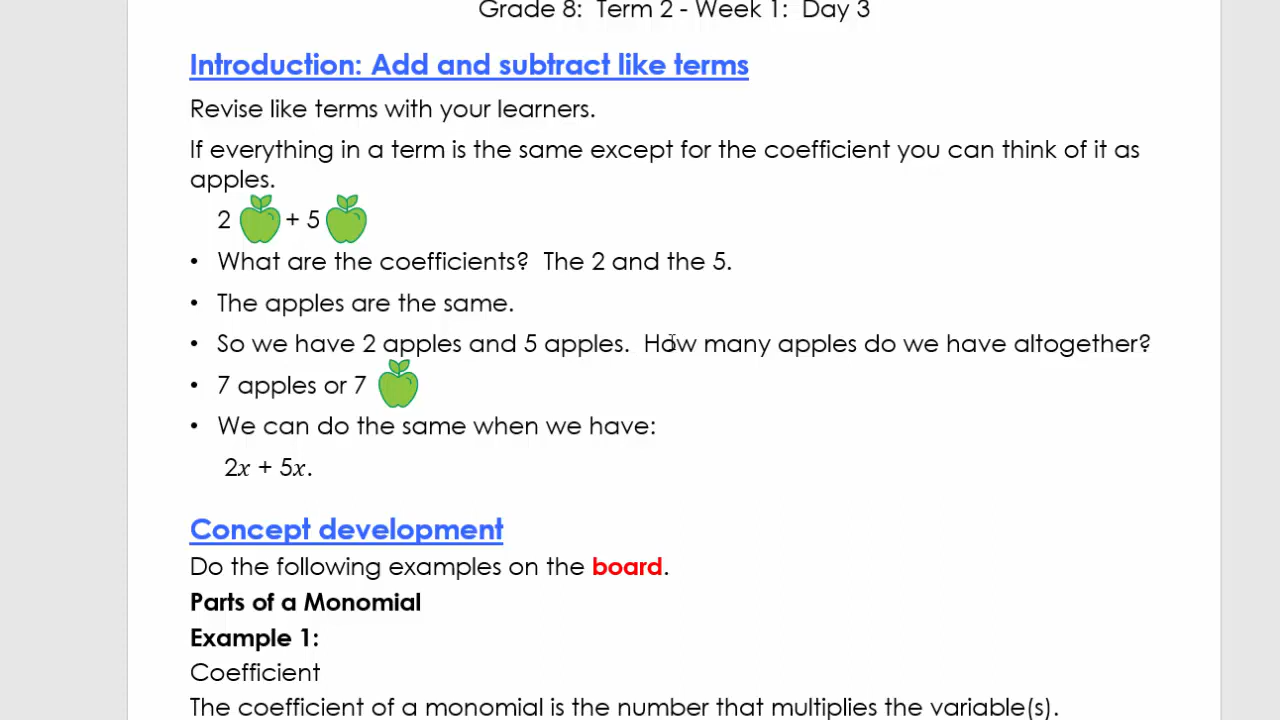 Grade 8:  Term 2 - Week 1:  Day 3
Introduction: Add and subtract like terms
Revise like terms with your learners.
If everything in a term is the same except for the coefficient you can think of it as
apples.
2 + 5
• What are the coefficients?  The 2 and the 5.
• The apples are the same.
• So we have 2 apples and 5 apples.  How many apples do we have altogether?
• 7 apples or 7
• We can do the same when we have:
2x + 5x.
Concept development
Do the following examples on the board.
Parts of a Monomial
Example 1:
Coefficient
The coefficient of a monomial is the number that multiplies the variable(s).